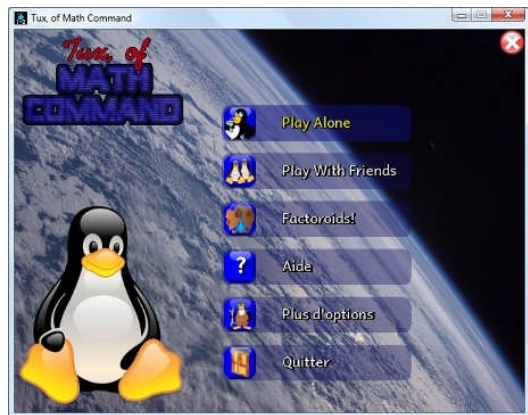 Tux, of Math Command
Tux, of
MATH
COMMAND
Play Alone
Play With Friends
Factoroids!
? Aide
Plus d'options
Quitter